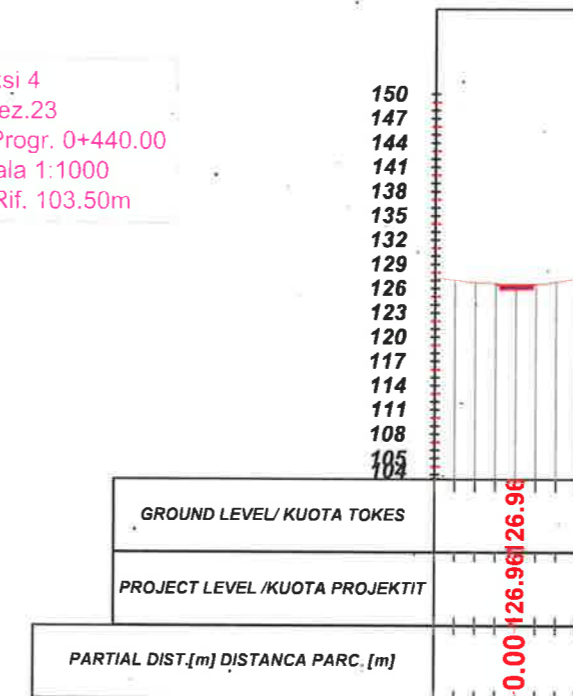 si 4
ez.23
Progr. 0+440.00
ala 1:1000
Rif. 103.50m
150
147
144
141
138
135
132
129
126
123
120
117
114
111
108
105
104
GROUND LEVEL/ KUOTA TOKES
126.96
PROJECT LEVEL /KUOTA PROJEKTIT
126.96
PARTIAL DIST.[m] DISTANCA PARC. [m]
0.00